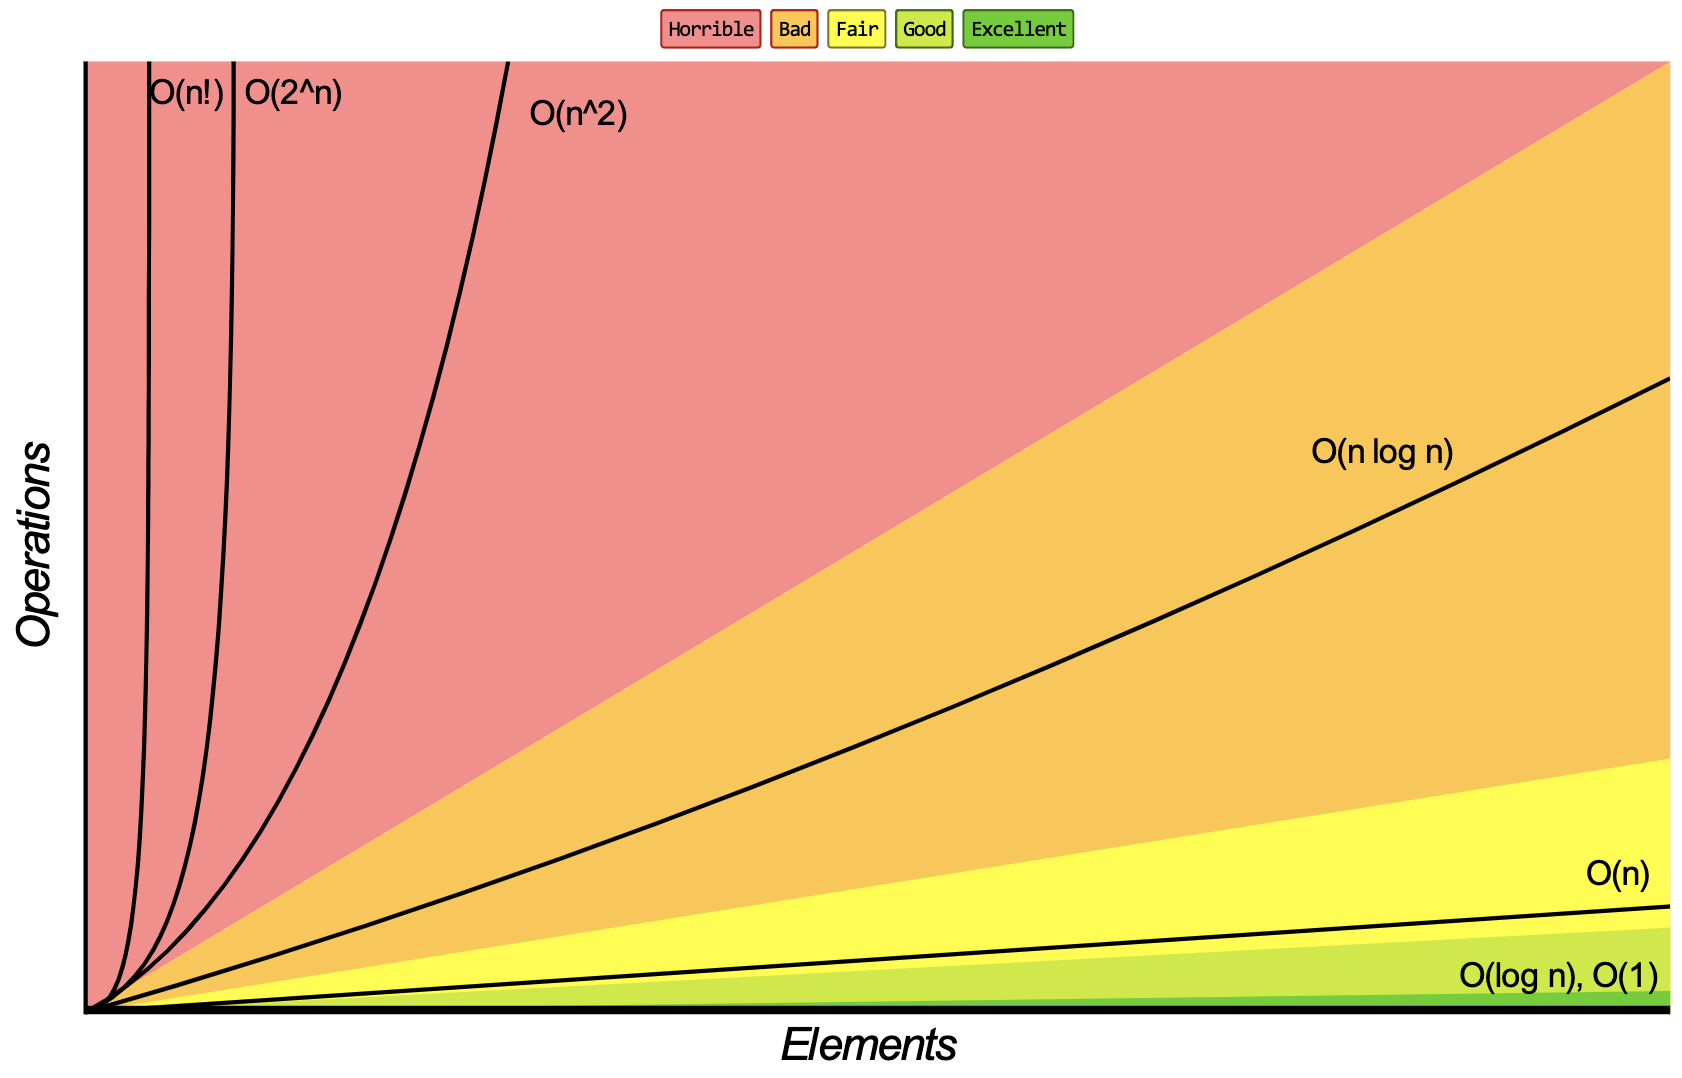 Horrible Bad Fair Good Excellent
O(n!) O(2^n)
O(n^2)
O(n log n)
O(n)
O(log n), O(1)
Operations
Elements